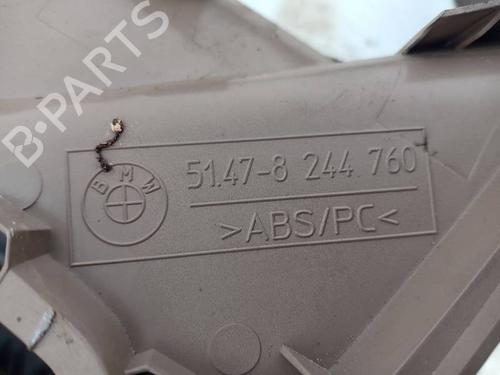 B-PARTS
BMW
51.47-8 244 760
>ABS/PC<